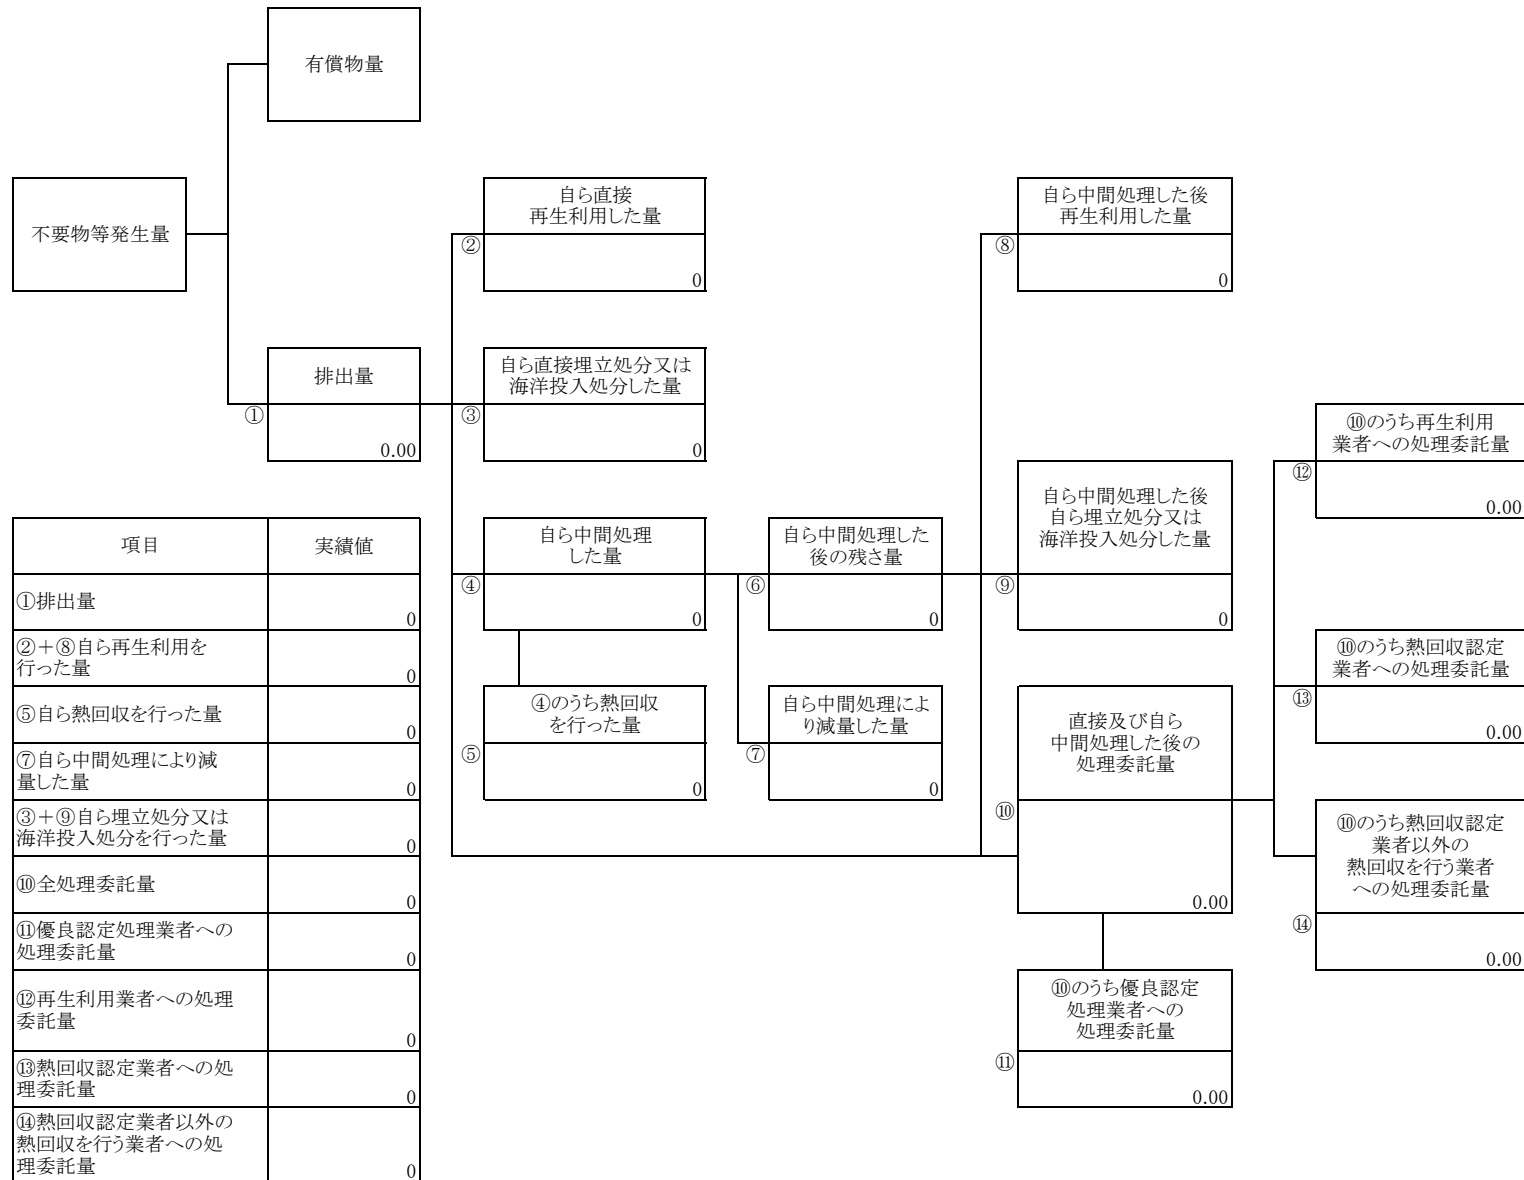 有償物量
不要物等発生量
自ら直接
再生利用した量
②
0
自ら中間処理した後
再生利用した量
⑧
0
排出量
①
0.00
自ら直接埋立処分又は
海洋投入処分した量
③
0
⑩のうち再生利用
業者への処理委託量
⑫
0.00
自ら中間処理
した量
④
0
自ら中間処理した
後の残さ量
⑥
0
自ら中間処理した後
自ら埋立処分又は
海洋投入処分した量
⑨
0
⑩のうち熱回収認定
業者への処理委託量
⑬
0.00
④のうち熱回収
を行った量
⑤
0
自ら中間処理によ
り減量した量
⑦
0
直接及び自ら
中間処理した後の
処理委託量
⑩
0.00
⑩のうち熱回収認定
業者以外の
熱回収を行う業者
への処理委託量
⑭
0.00
⑩のうち優良認定
処理業者への
処理委託量
⑪
0.00
項目 実績値
①排出量
0
②＋⑧自ら再生利用を
行った量
0
⑤自ら熱回収を行った量
0
⑦自ら中間処理により減
量した量
0
③＋⑨自ら埋立処分又は
海洋投入処分を行った量
0
⑩全処理委託量
0
⑪優良認定処理業者への
処理委託量
0
⑫再生利用業者への処理
委託量
0
⑬熱回収認定業者への処
理委託量
0
⑭熱回収認定業者以外の
熱回収を行う業者への処
理委託量
0